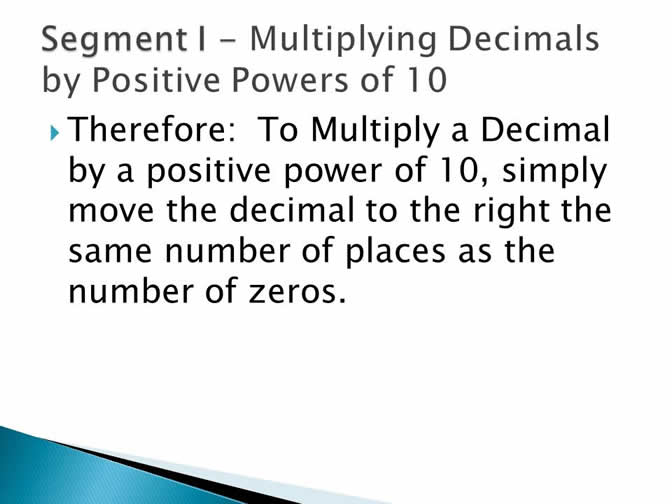 Segment I - Multiplying Decimals
by Positive Powers of 10
Therefore:  To Multiply a Decimal
by a positive power of 10, simply
move the decimal to the right the
same number of places as the
number of zeros.